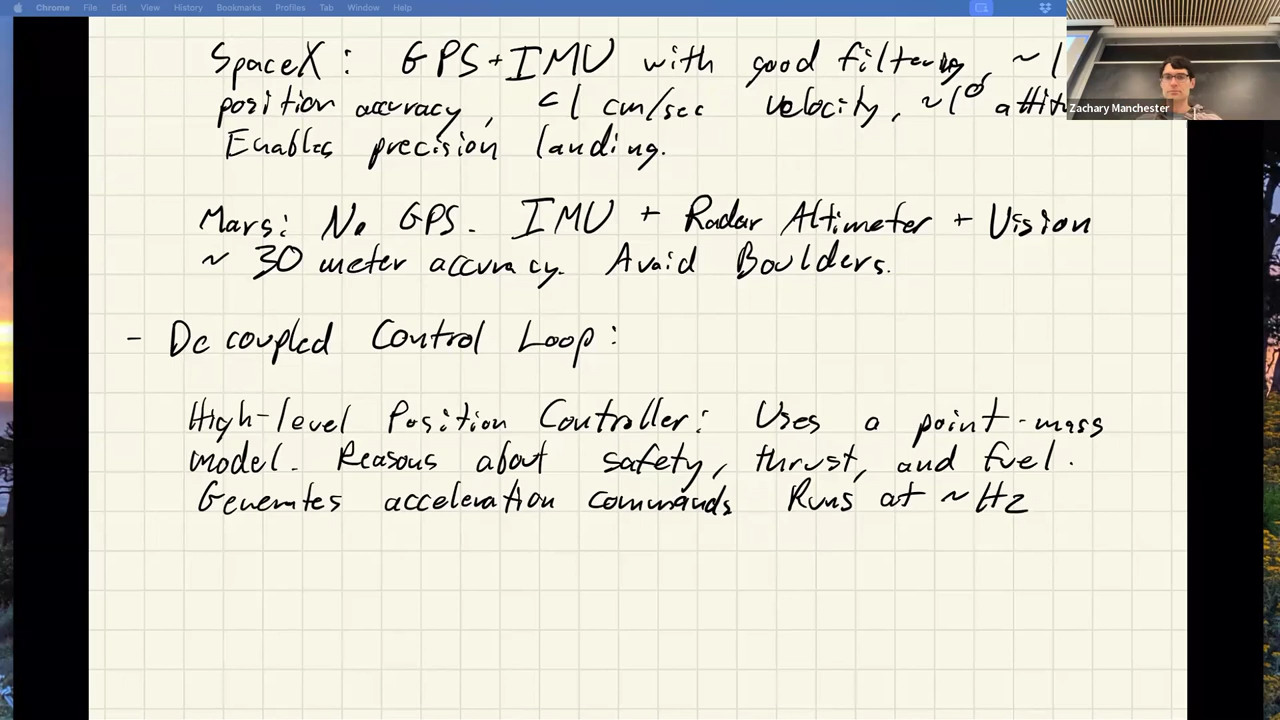 Chrome File Edit View History Bookmarks Profiles Tab Window Help
SpaceX: GPS+IMU with good filtering, ~1
position accuracy, <1 cm/sec velocity, ~1° attit
Zachary Manchester
Enables precision landing.
Mars: No GPS. IMU + Radar Altimeter + Vision
~ 30 meter accuracy. Avoid Boulders.
- Decoupled Control Loop:
High-level Position Controller: Uses a point-mass
model. Reasons about safety, thrust, and fuel.
Generates acceleration commands Runs at ~Hz